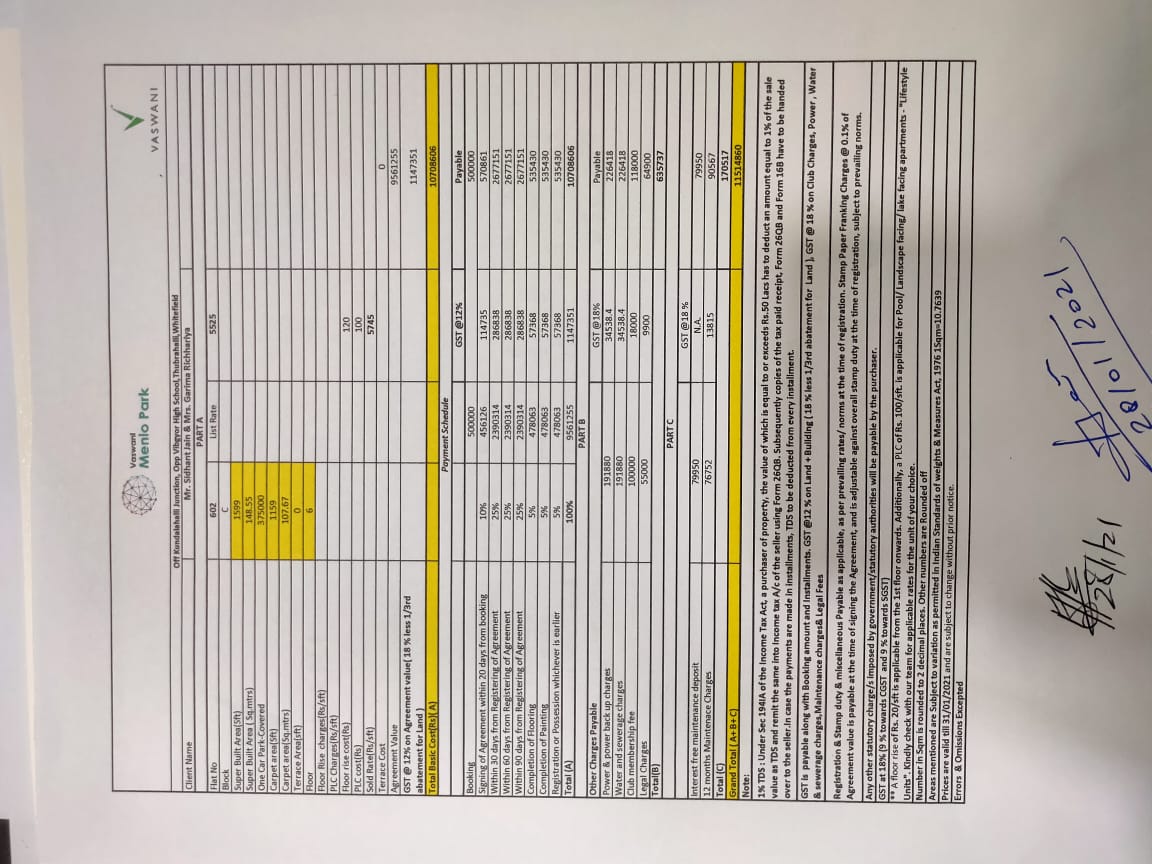 Vaswani
Menlo Park
VASWANI
Off Kundalahalli Junction, Opp Vibgyor High School,Thubrahalli,Whitefield
Client Name Mr. Sidhant Jain & Mrs. Garima Richhariya
PART A
Flat No 602 List Rate 5525
Block C
Super Built Area(Sft) 1599
Super Built Area ( Sq.mtrs) 148.55
One Car Park-Covered 375000
Carpet area(Sft) 1159
Carpet area(Sq.mtrs) 107.67
Terrace Area(sft) 0
Floor 6
Floor Rise charges(Rs/sft)
PLC Charges(Rs/sft)
Floor rise cost(Rs) 120
PLC cost(Rs) 100
Sold Rate(Rs/sft) 5745
Terrace Cost 0
Agreement Value 9561255
GST @ 12% on Agreement value( 18 % less 1/3rd
abatement for Land ) 1147351
Total Basic Cost(Rs)( A) 10708606
Payment Schedule
GST @12% Payable
Booking 500000 500000
Signing of Agreement within 20 days from booking 10% 456126 114735 570861
Within 30 days from Registering of Agreement 25% 2390314 286838 2677151
Within 60 days from Registering of Agreement 25% 2390314 286838 2677151
Within 90 days from Registering of Agreement 25% 2390314 286838 2677151
Completion of Flooring 5% 478063 57368 535430
Completion of Painting 5% 478063 57368 535430
Registration or Possession whichever is earlier 5% 478063 57368 535430
Total (A) 100% 9561255 1147351 10708606
PART B
Other Charges Payable GST @18% Payable
Power & power back up charges 191880 34538.4 226418
Water and sewerage charges 191880 34538.4 226418
Club membership fee 100000 18000 118000
Legal Charges 55000 9900 64900
Total(B) 635737
PART C
GST @18 %
Interest free maintenance deposit 79950 N.A. 79950
12 months Maintenace Charges 76752 13815 90567
Total (C) 170517
Grand Total ( A+B+C) 11514860
Note:
1% TDS : Under Sec 194IA of the Income Tax Act, a purchaser of property, the value of which is equal to or exceeds Rs.50 Lacs has to deduct an amount equal to 1% of the sale
value as TDS and remit the same into Income tax A/c of the seller using Form 26QB. Subsequently copies of the tax paid receipt, Form 26QB and Form 16B have to be handed
over to the seller.In case the payments are made in installments, TDS to be deducted from every installment.
GST is payable along with Booking amount and Installments. GST @12 % on Land + Building ( 18 % less 1/3rd abatement for Land ), GST @ 18 % on Club Charges, Power , Water
& sewerage charges,Maintenance charges& Legal Fees
Registration & Stamp duty & miscellaneous Payable as applicable, as per prevailing rates/ norms at the time of registration. Stamp Paper Franking Charges @ 0.1% of
Agreement value is payable at the time of signing the Agreement, and is adjustable against overall stamp duty at the time of registration, subject to prevailing norms.
Any other statutory charge/s imposed by government/statutory authorities will be payable by the purchaser.
GST at 18% (9 % towards CGST and 9 % towards SGST)
** A floor rise of Rs. 20/sft is applicable from the 1st floor onwards. Additionally, a PLC of Rs. 100/sft. is applicable for Pool/ Landscape facing/ lake facing apartments - "Lifestyle
Units". Kindly check with our team for applicable rates for the unit of your choice.
Number in Sqm is rounded to 2 decimal places. Other numbers are Rounded off
Areas mentioned are Subject to variation as permitted in Indian Standards of weights & Measures Act, 1976 1Sqm=10.7639
Prices are valid till 31/01/2021 and are subject to change without prior notice.
Errors & Omissions Excepted
28/1/21
28/01/2021